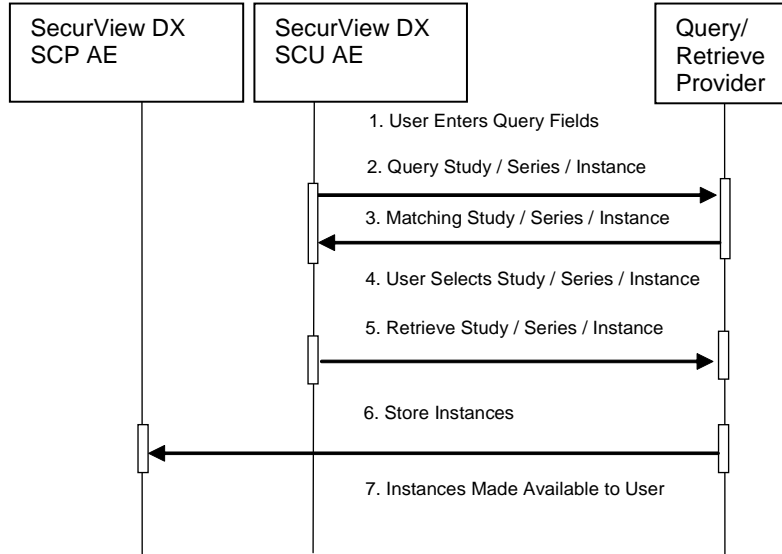 SecurView DX
SCP AE
SecurView DX
SCU AE
Query/
Retrieve
Provider
1. User Enters Query Fields
2. Query Study / Series / Instance
3. Matching Study / Series / Instance
4. User Selects Study / Series / Instance
5. Retrieve Study / Series / Instance
6. Store Instances
7. Instances Made Available to User